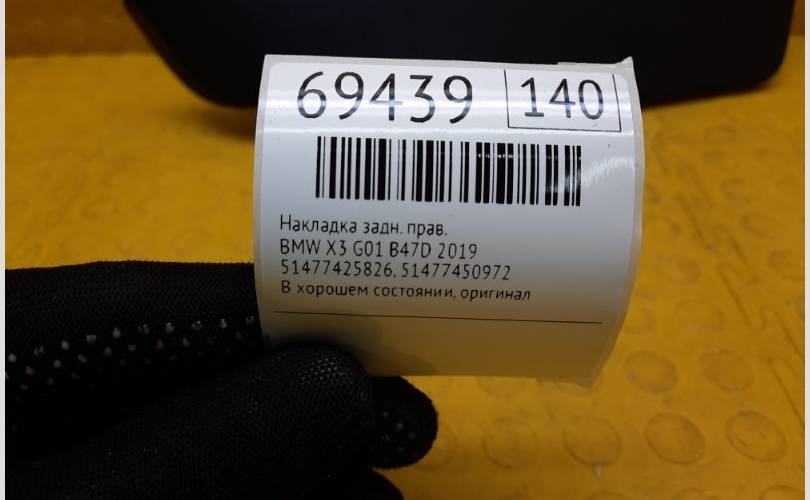 69439 140
Накладка задн. прав.
BMW X3 G01 B47D 2019
51477425826, 51477450972
В хорошем состоянии, оригинал